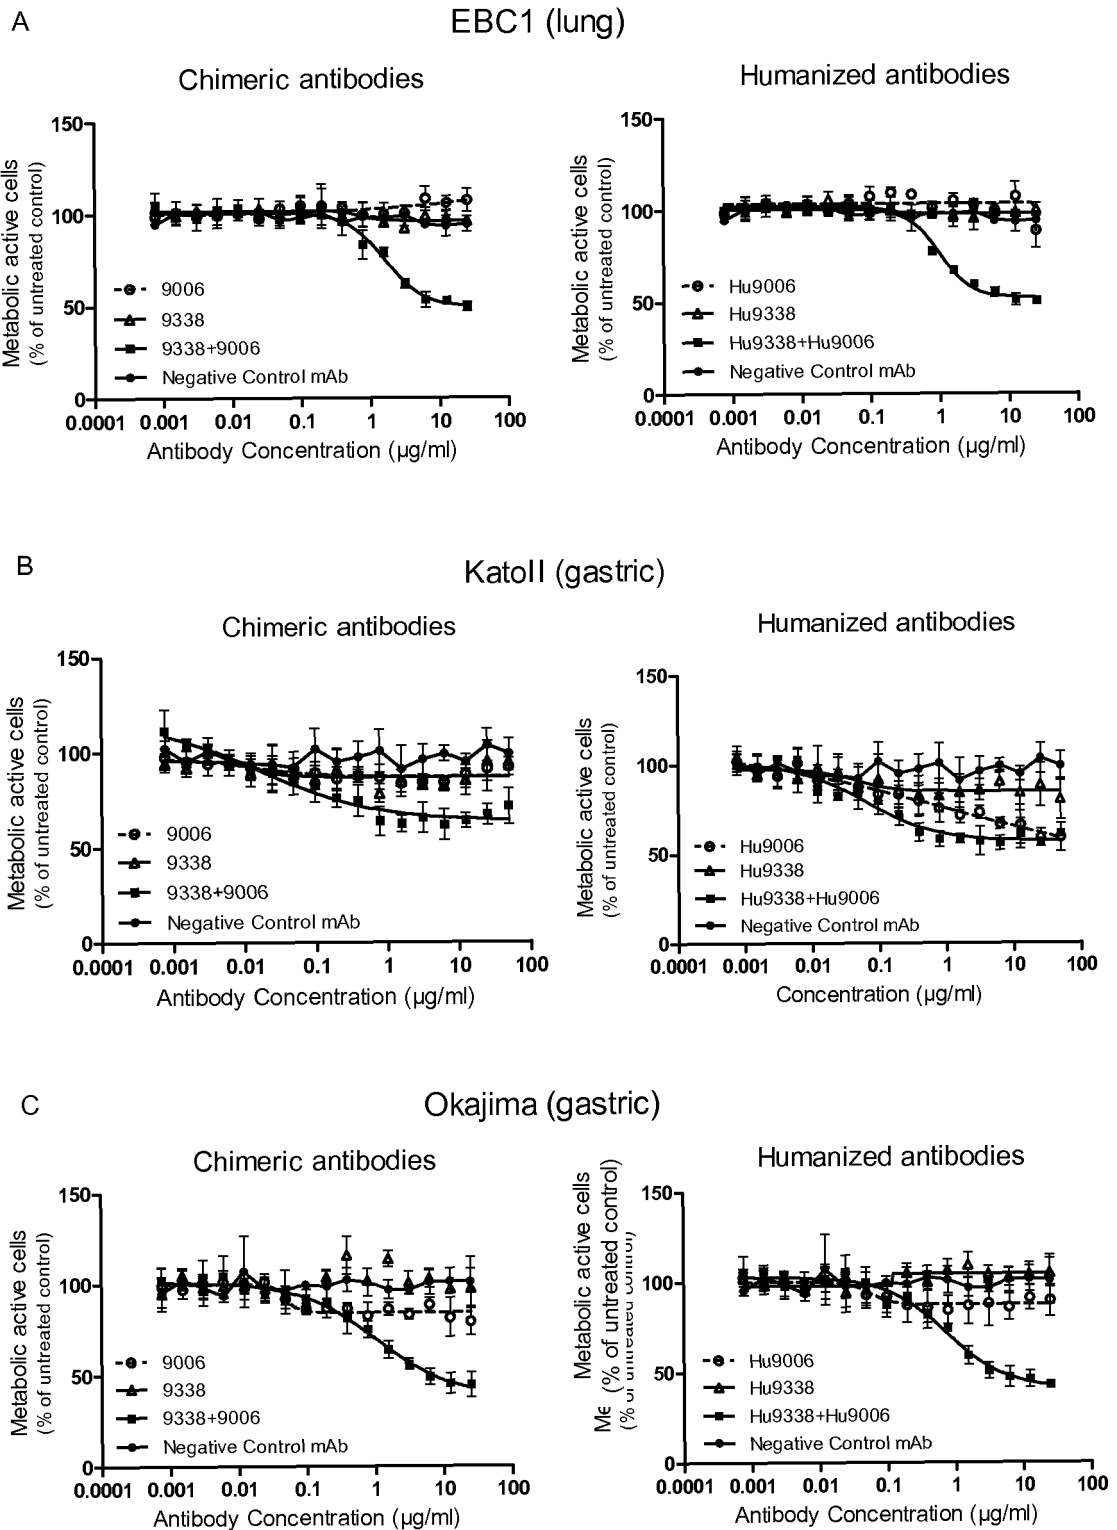 A
EBC1 (lung)
Chimeric antibodies
Metabolic active cells
(% of untreated control)
150
100
50
0
9006
9338
9338+9006
Negative Control mAb
0.0001 0.001 0.01 0.1 1 10 100
Antibody Concentration (µg/ml)
Humanized antibodies
Metabolic active cells
(% of untreated control)
150
100
50
0
Hu9006
Hu9338
Hu9338+Hu9006
Negative Control mAb
0.0001 0.001 0.01 0.1 1 10 100
Antibody Concentration (µg/ml)
B
KatoII (gastric)
Chimeric antibodies
Metabolic active cells
(% of untreated control)
150
100
50
0
9006
9338
9338+9006
Negative Control mAb
0.0001 0.001 0.01 0.1 1 10 100
Antibody Concentration (µg/ml)
Humanized antibodies
Metabolic active cells
(% of untreated control)
150
100
50
0
Hu9006
Hu9338
Hu9338+Hu9006
Negative Control mAb
0.0001 0.001 0.01 0.1 1 10 100
Concentration (µg/ml)
C
Okajima (gastric)
Chimeric antibodies
Metabolic active cells
(% of untreated control)
150
100
50
0
9006
9338
9338+9006
Negative Control mAb
0.0001 0.001 0.01 0.1 1 10 100
Antibody Concentration (µg/ml)
Humanized antibodies
Metabolic active cells
(% of untreated control)
150
100
50
0
Hu9006
Hu9338
Hu9338+Hu9006
Negative Control mAb
0.0001 0.001 0.01 0.1 1 10 100
Antibody Concentration (µg/ml)